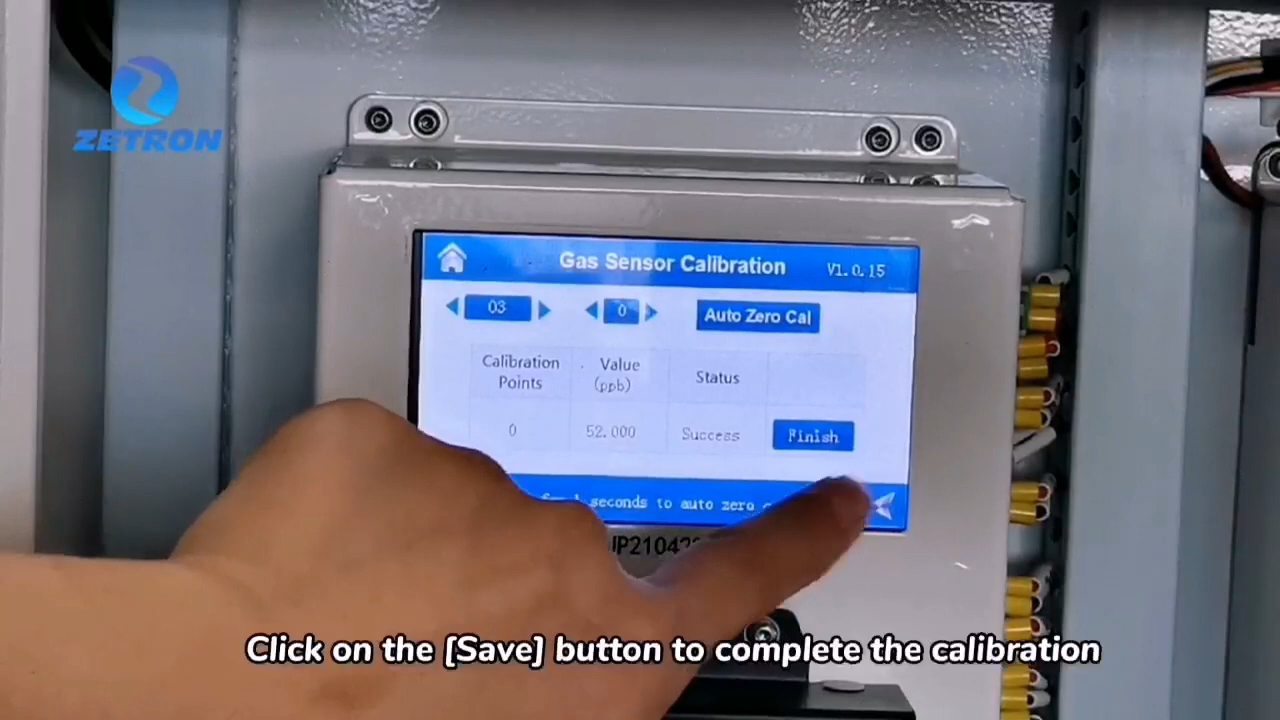 ZETRON
Gas Sensor Calibration V1.0.15
03 0 Auto Zero Cal
Calibration Points Value (ppb) Status
0 52.000 Success Finish
seconds to auto zero
Click on the [Save] button to complete the calibration